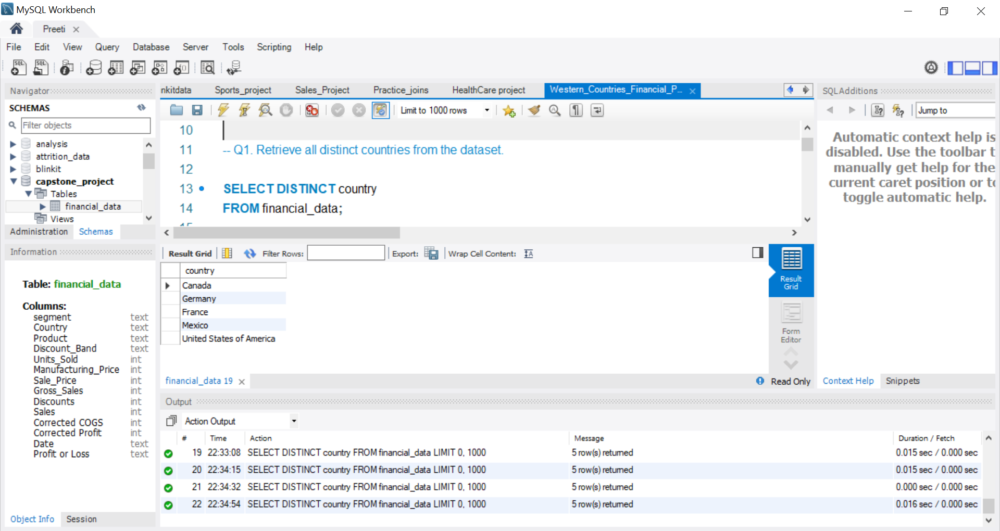 MySQL Workbench
Preeti
File Edit View Query Database Server Tools Scripting Help
Navigator
SCHEMAS
Filter objects
analysis
attrition_data
blinkit
capstone_project
Tables
financial_data
Views
Administration Schemas
Information
Table: financial_data
Columns:
segment text
Country text
Product text
Discount_Band text
Units_Sold int
Manufacturing_Price int
Sale_Price int
Gross_Sales int
Discounts int
Sales int
Corrected COGS int
Corrected Profit int
Date text
Profit or Loss text
Object Info Session
nkitdata Sports_project Sales_Project Practice_joins HealthCare project Western_Countries_Financial_P...
Limit to 1000 rows
10
11 -- Q1. Retrieve all distinct countries from the dataset.
12
13 SELECT DISTINCT country
14 FROM financial_data;
Result Grid Filter Rows: Export: Wrap Cell Content:
country
Canada
Germany
France
Mexico
United States of America
Result
Grid
Form
Editor
financial_data 19 Read Only
SQLAdditions
Jump to
Automatic context help is
disabled. Use the toolbar t
manually get help for the
current caret position or to
toggle automatic help.
Context Help Snippets
Output
Action Output
# Time Action Message Duration / Fetch
19 22:33:08 SELECT DISTINCT country FROM financial_data LIMIT 0, 1000 5 row(s) returned 0.015 sec / 0.000 sec
20 22:34:15 SELECT DISTINCT country FROM financial_data LIMIT 0, 1000 5 row(s) returned 0.015 sec / 0.000 sec
21 22:34:32 SELECT DISTINCT country FROM financial_data LIMIT 0, 1000 5 row(s) returned 0.000 sec / 0.000 sec
22 22:34:54 SELECT DISTINCT country FROM financial_data LIMIT 0, 1000 5 row(s) returned 0.016 sec / 0.000 sec